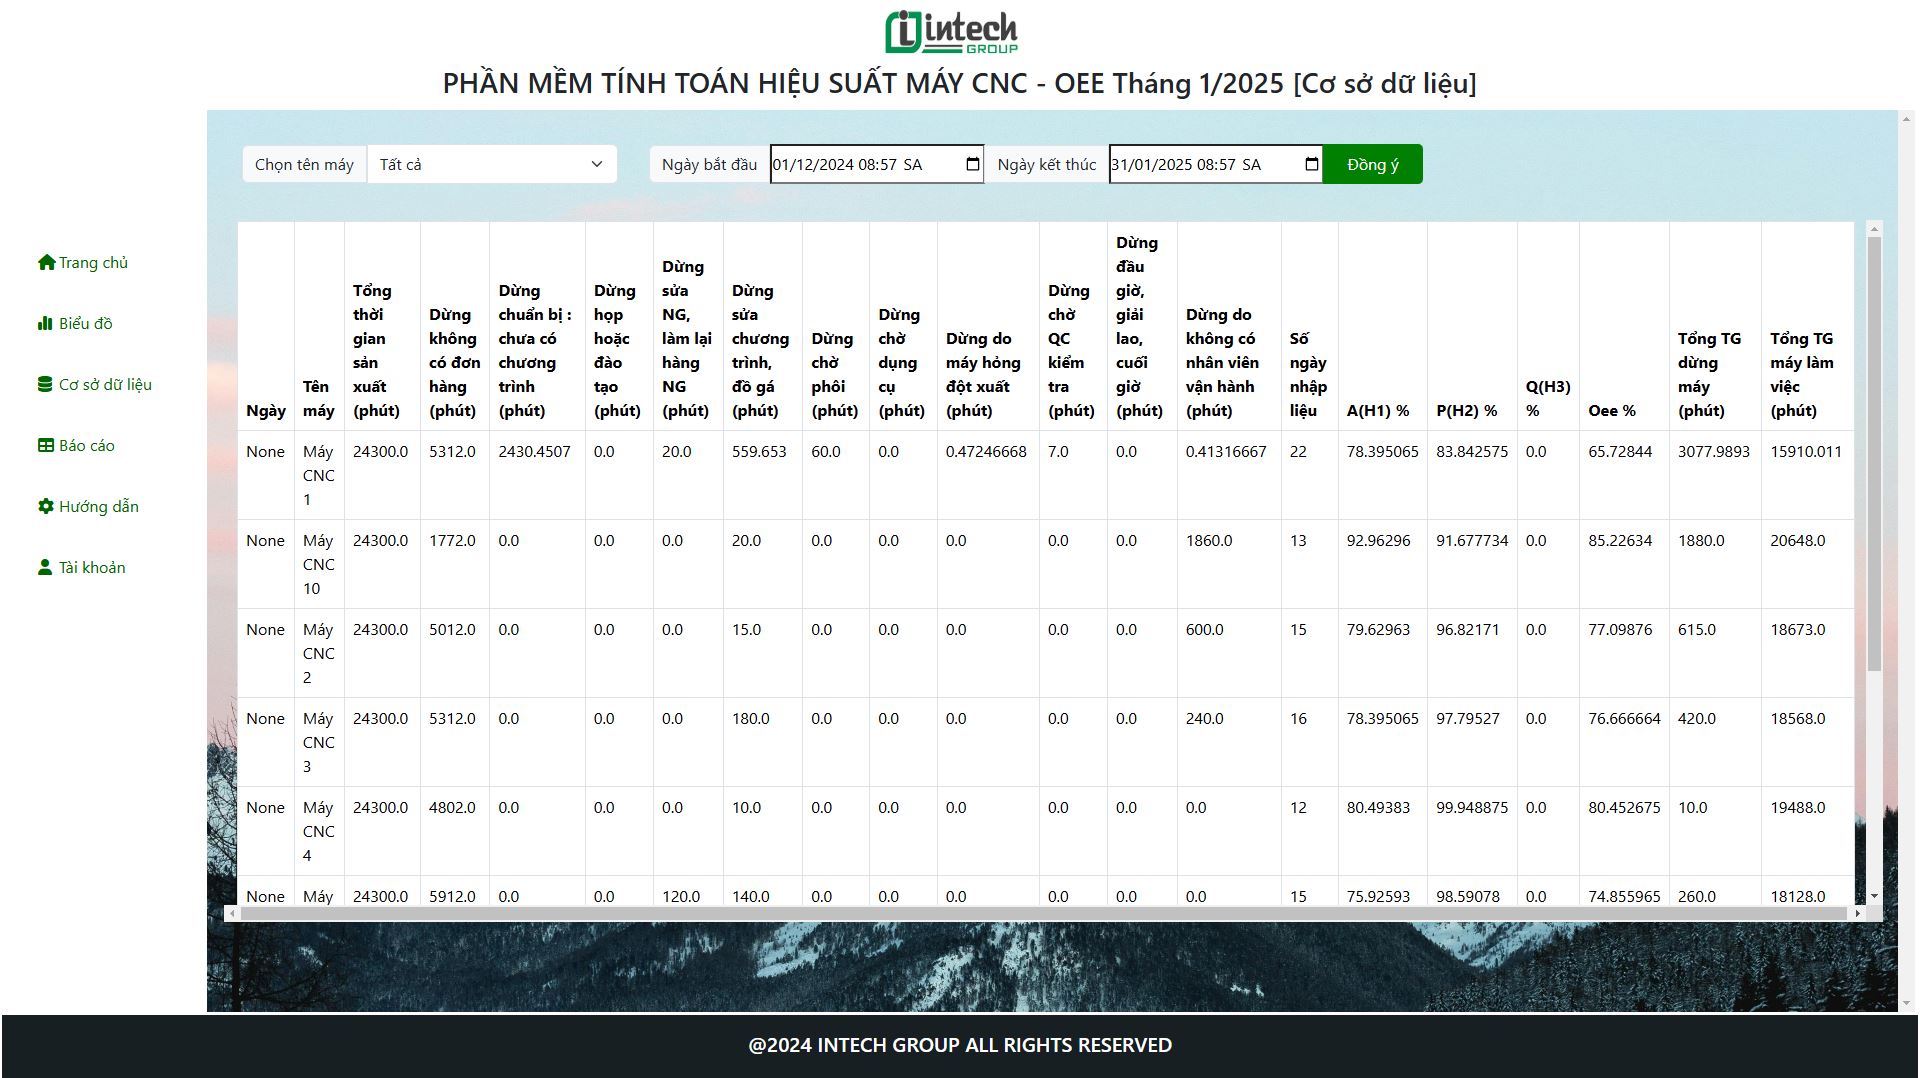 intech
GROUP
PHẦN MỀM TÍNH TOÁN HIỆU SUẤT MÁY CNC - OEE Tháng 1/2025 [Cơ sở dữ liệu]
Chọn tên máy Tất cả Ngày bắt đầu 01/12/2024 08:57 SA Ngày kết thúc 31/01/2025 08:57 SA Đồng ý
Trang chủ
Biểu đồ
Cơ sở dữ liệu
Báo cáo
Hướng dẫn
Tài khoản
Ngày
Tên
máy
Tổng
thời
gian
sản
xuất
(phút)
Dừng
không
có đơn
hàng
(phút)
Dừng
chuẩn bị :
chưa có
chương
trình
(phút)
Dừng
họp
hoặc
đào
tạo
(phút)
Dừng
sửa
NG,
làm lại
hàng
NG
(phút)
Dừng
sửa
chương
trình,
đồ gá
(phút)
Dừng
chờ
phôi
(phút)
Dừng
chờ
dụng
cụ
(phút)
Dừng do
máy hỏng
đột xuất
(phút)
Dừng
chờ
QC
kiểm
tra
(phút)
Dừng
đầu
giờ,
giải
lao,
cuối
giờ
(phút)
Dừng do
không có
nhân viên
vận hành
(phút)
Số
ngày
nhập
liệu
A(H1) %
P(H2) %
Q(H3)
%
Oee %
Tổng TG
dừng
máy
(phút)
Tổng TG
máy làm
việc
(phút)
None Máy 24300.0 5312.0 2430.4507 0.0 20.0 559.653 60.0 0.0 0.47246668 7.0 0.0 0.41316667 22 78.395065 83.842575 0.0 65.72844 3077.9893 15910.011
CNC
1
None Máy 24300.0 1772.0 0.0 0.0 0.0 20.0 0.0 0.0 0.0 0.0 0.0 1860.0 13 92.96296 91.677734 0.0 85.22634 1880.0 20648.0
CNC
10
None Máy 24300.0 5012.0 0.0 0.0 0.0 15.0 0.0 0.0 0.0 0.0 0.0 600.0 15 79.62963 96.82171 0.0 77.09876 615.0 18673.0
CNC
2
None Máy 24300.0 5312.0 0.0 0.0 0.0 180.0 0.0 0.0 0.0 0.0 0.0 240.0 16 78.395065 97.79527 0.0 76.666664 420.0 18568.0
CNC
3
None Máy 24300.0 4802.0 0.0 0.0 0.0 10.0 0.0 0.0 0.0 0.0 0.0 0.0 12 80.49383 99.948875 0.0 80.452675 10.0 19488.0
CNC
4
None Máy 24300.0 5912.0 0.0 0.0 120.0 140.0 0.0 0.0 0.0 0.0 0.0 0.0 15 75.92593 98.59078 0.0 74.855965 260.0 18128.0
@2024 INTECH GROUP ALL RIGHTS RESERVED